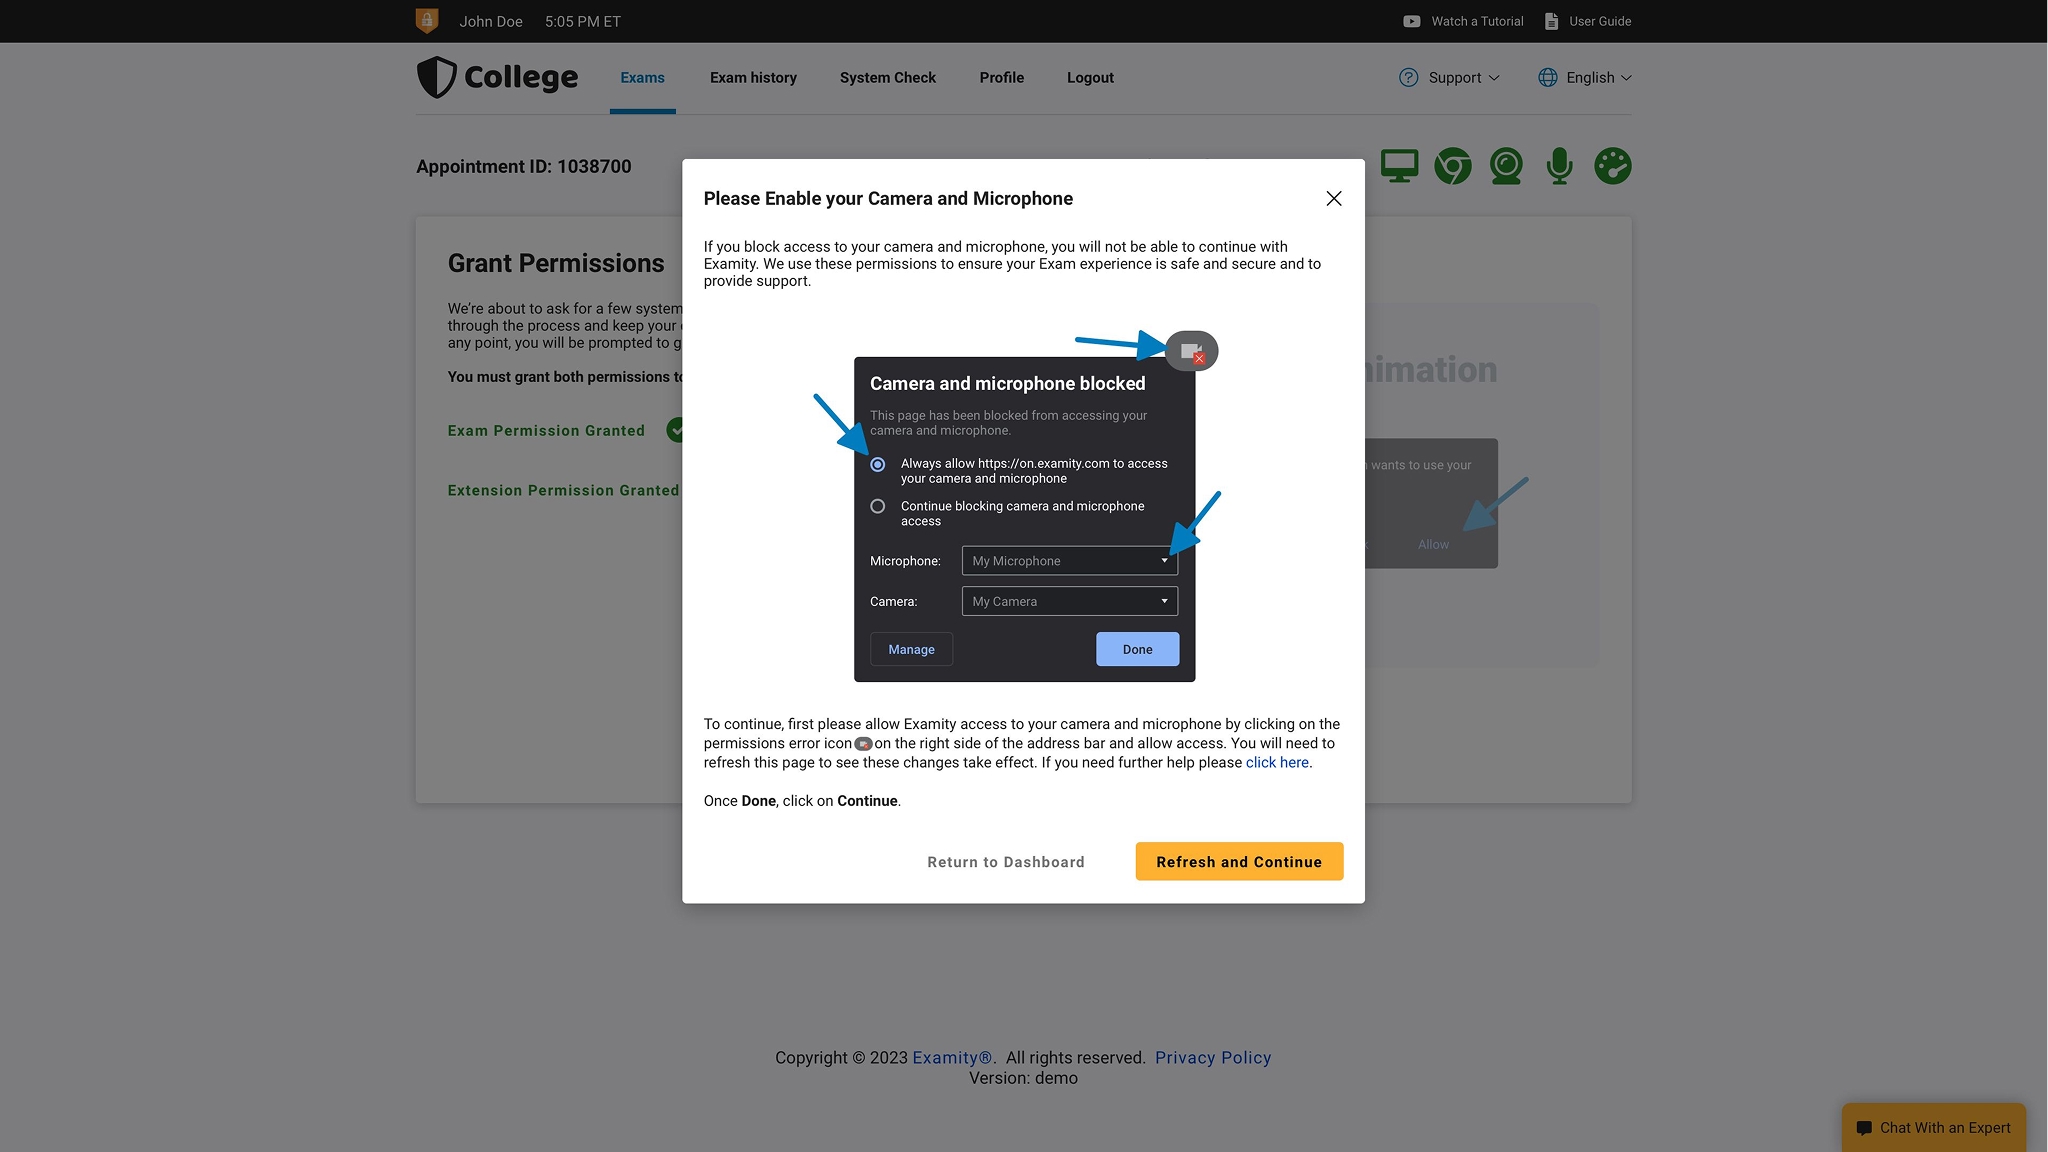 John Doe 5:05 PM ET Watch a Tutorial User Guide
College Exams Exam history System Check Profile Logout Support English
Appointment ID: 1038700
Please Enable your Camera and Microphone
If you block access to your camera and microphone, you will not be able to continue with
Examity. We use these permissions to ensure your Exam experience is safe and secure and to
provide support.
Grant Permissions
We're about to ask for a few system
through the process and keep your
any point, you will be prompted to g
You must grant both permissions to
Exam Permission Granted
Extension Permission Granted
Camera and microphone blocked
This page has been blocked from accessing your
camera and microphone.
Always allow https://on.examity.com to access
your camera and microphone
Continue blocking camera and microphone
access
Microphone: My Microphone
Camera: My Camera
Manage Done
nimation
wants to use your
Allow
To continue, first please allow Examity access to your camera and microphone by clicking on the
permissions error icon on the right side of the address bar and allow access. You will need to
refresh this page to see these changes take effect. If you need further help please click here.
Once Done, click on Continue.
Return to Dashboard Refresh and Continue
Copyright © 2023 Examity®. All rights reserved. Privacy Policy
Version: demo
Chat With an Expert